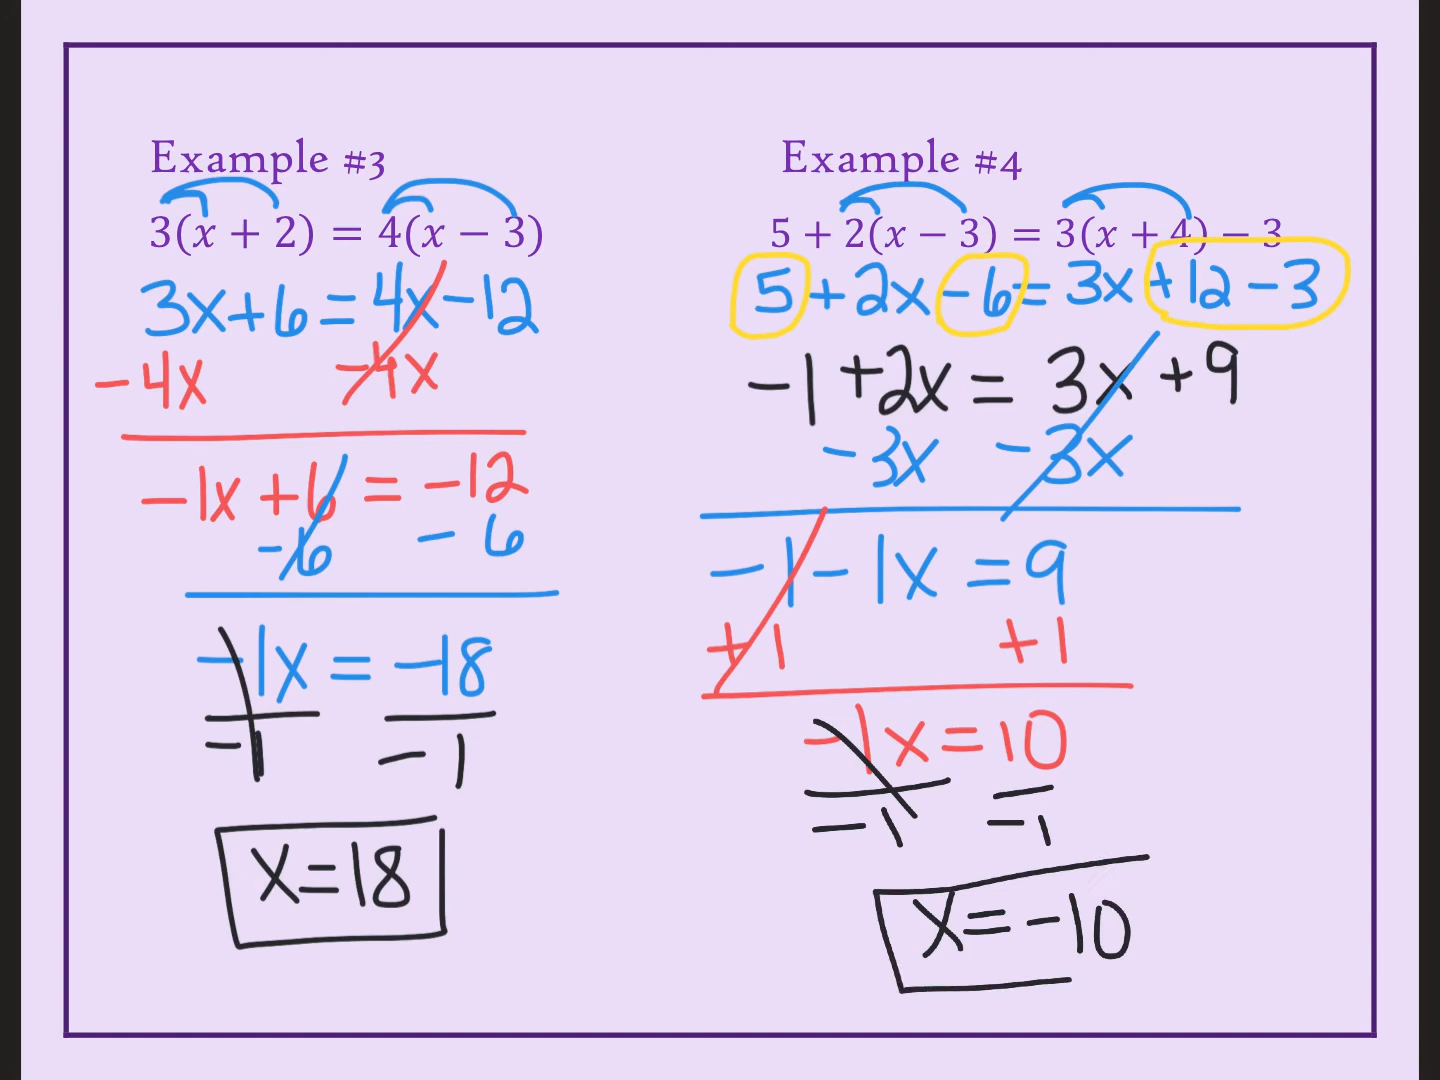 Example #3
3(x + 2) = 4(x − 3)
3x+6=4x-12
-4x -4x
-1x+6=-12
-6 -6
-1x=-18
-1 -1
x=18
Example #4
5 + 2(x − 3) = 3(x + 4) − 3
5+2x-6=3x+12-3
-1+2x=3x+9
-3x -3x
-1-1x=9
+1 +1
-1x=10
-1 -1
x=-10